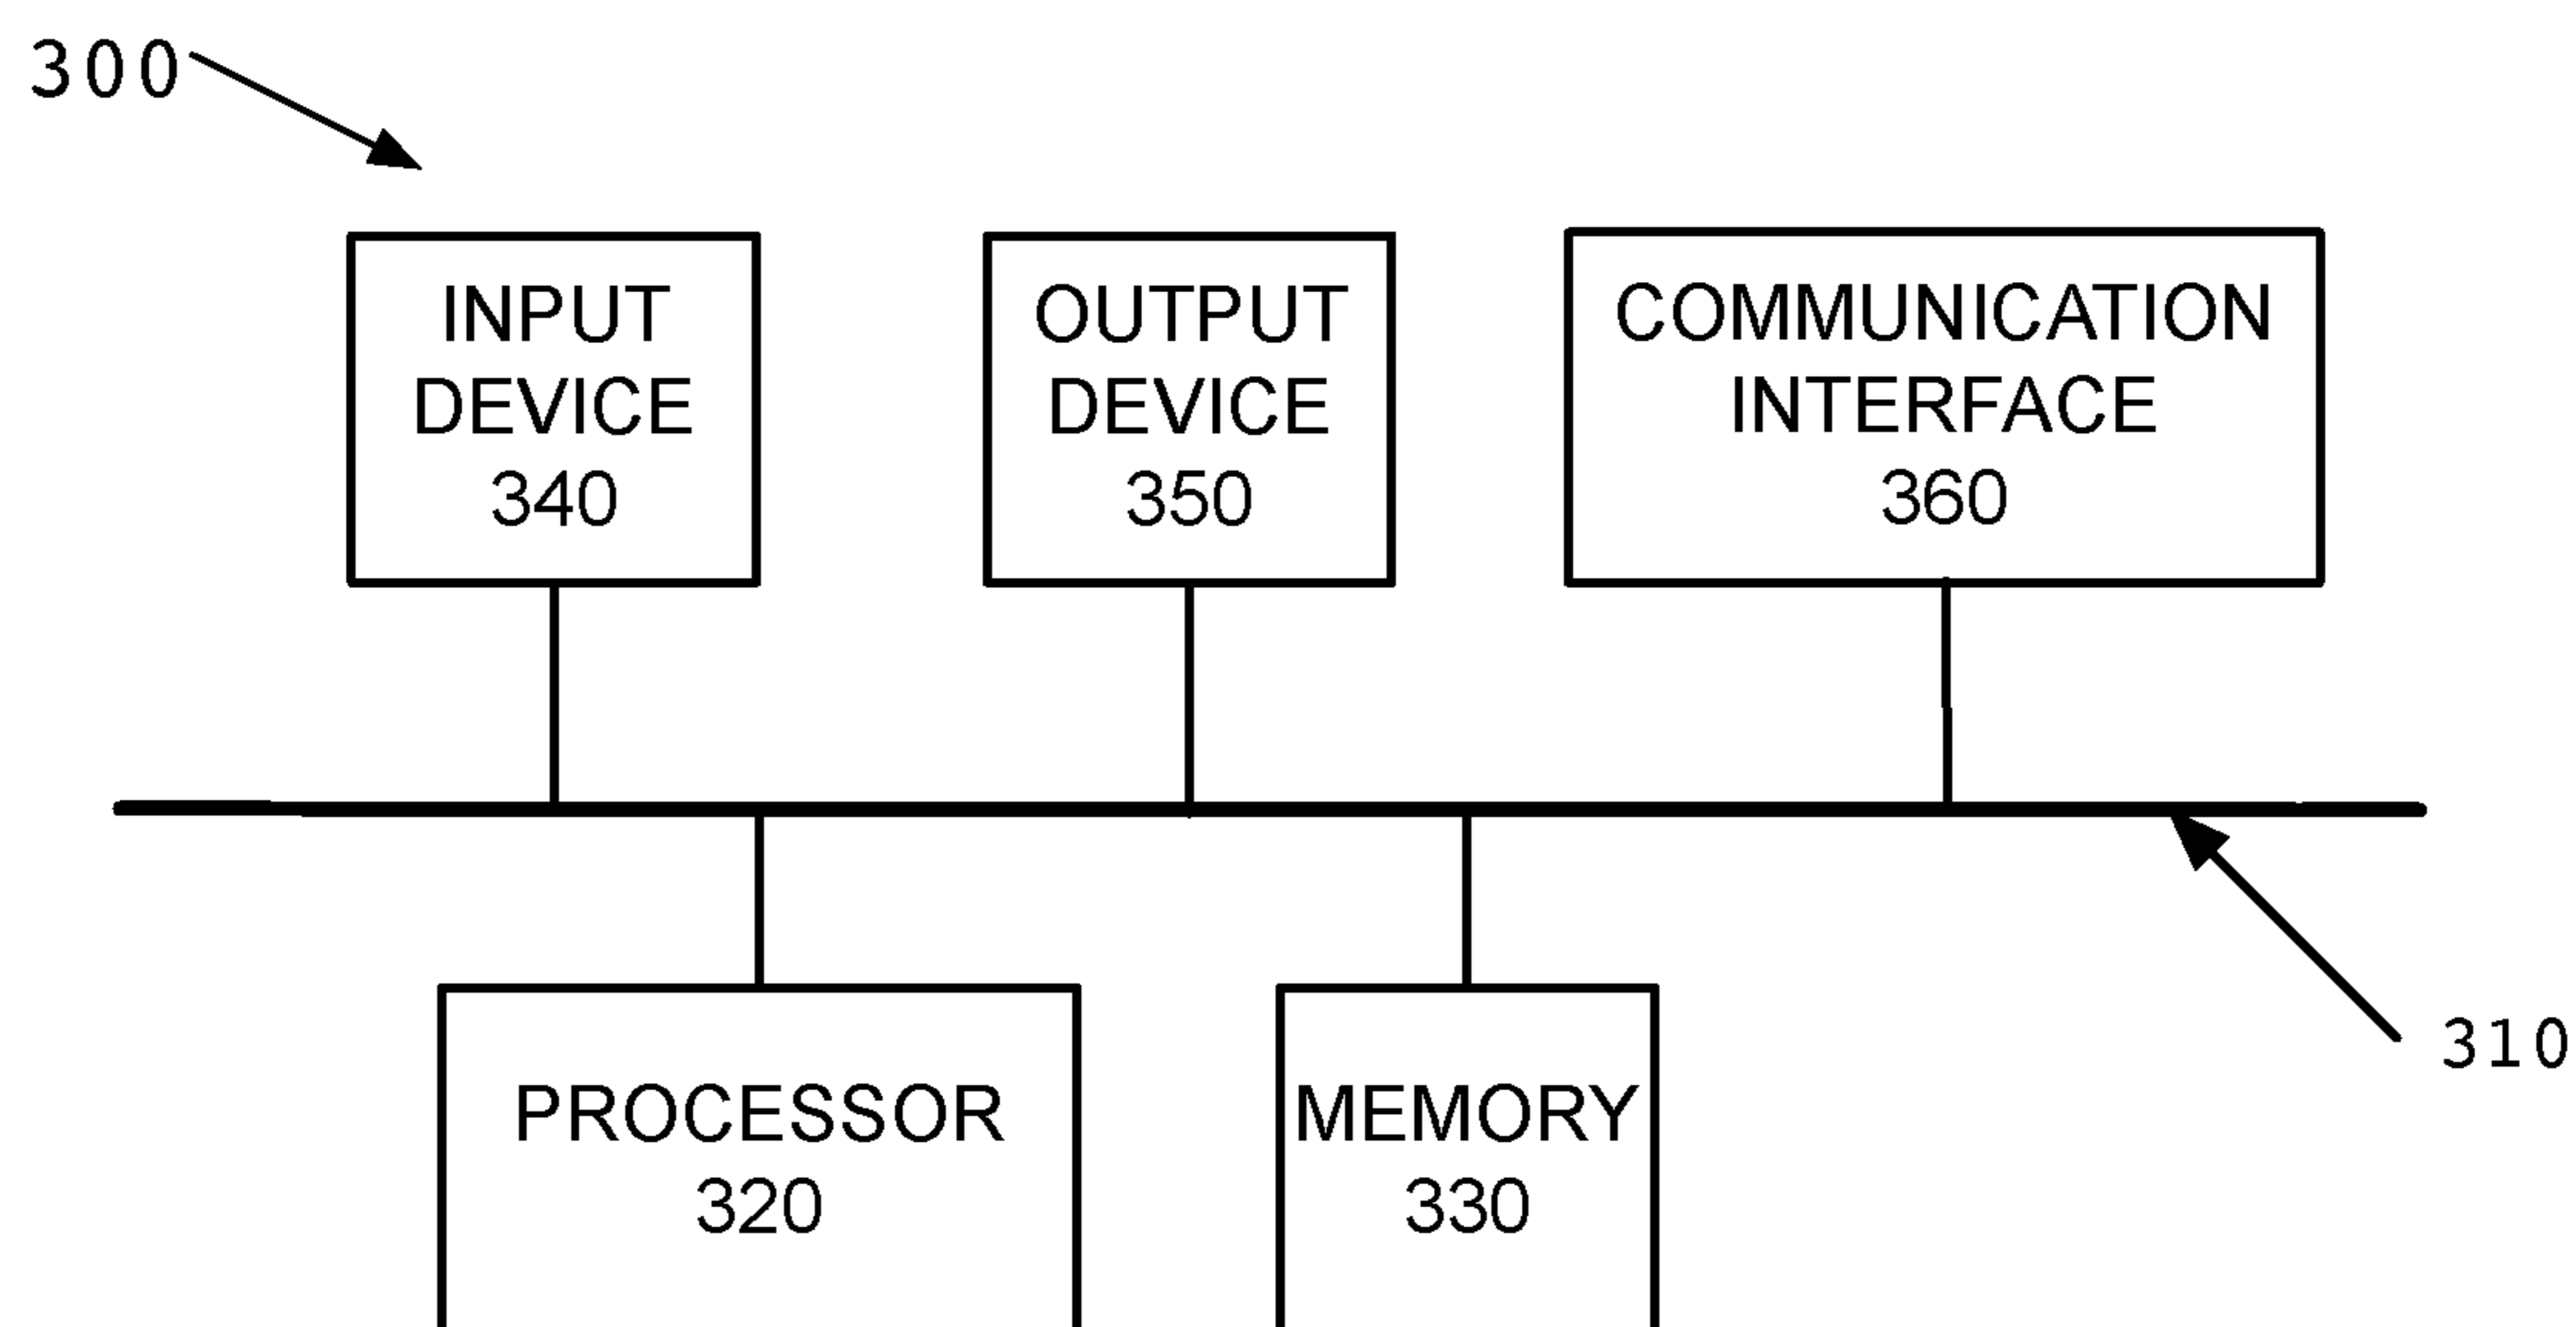 300
INPUT
DEVICE
340
OUTPUT
DEVICE
350
COMMUNICATION
INTERFACE
360
PROCESSOR
320
MEMORY
330
310